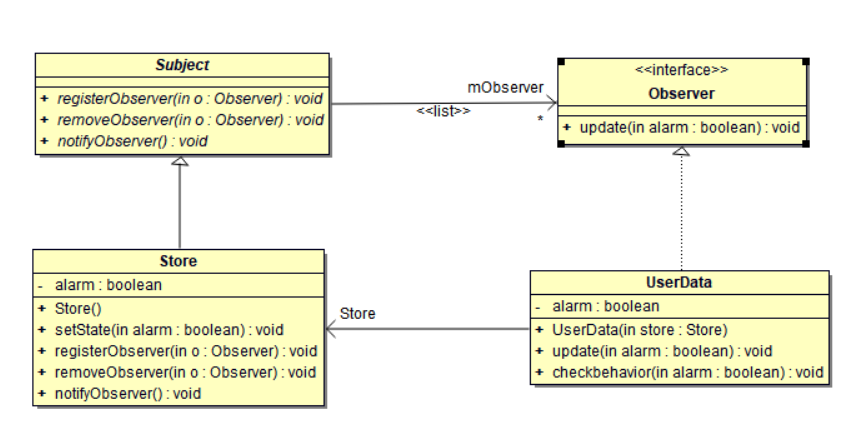 Subject
+ registerObserver(in o : Observer) : void
+ removeObserver(in o : Observer) : void
+ notifyObserver() : void
mObserver
<<list>>
*
<<interface>>
Observer
+ update(in alarm : boolean) : void
Store
- alarm : boolean
+ Store()
+ setState(in alarm : boolean) : void
+ registerObserver(in o : Observer) : void
+ removeObserver(in o : Observer) : void
+ notifyObserver() : void
Store
UserData
- alarm : boolean
+ UserData(in store : Store)
+ update(in alarm : boolean) : void
+ checkbehavior(in alarm : boolean) : void